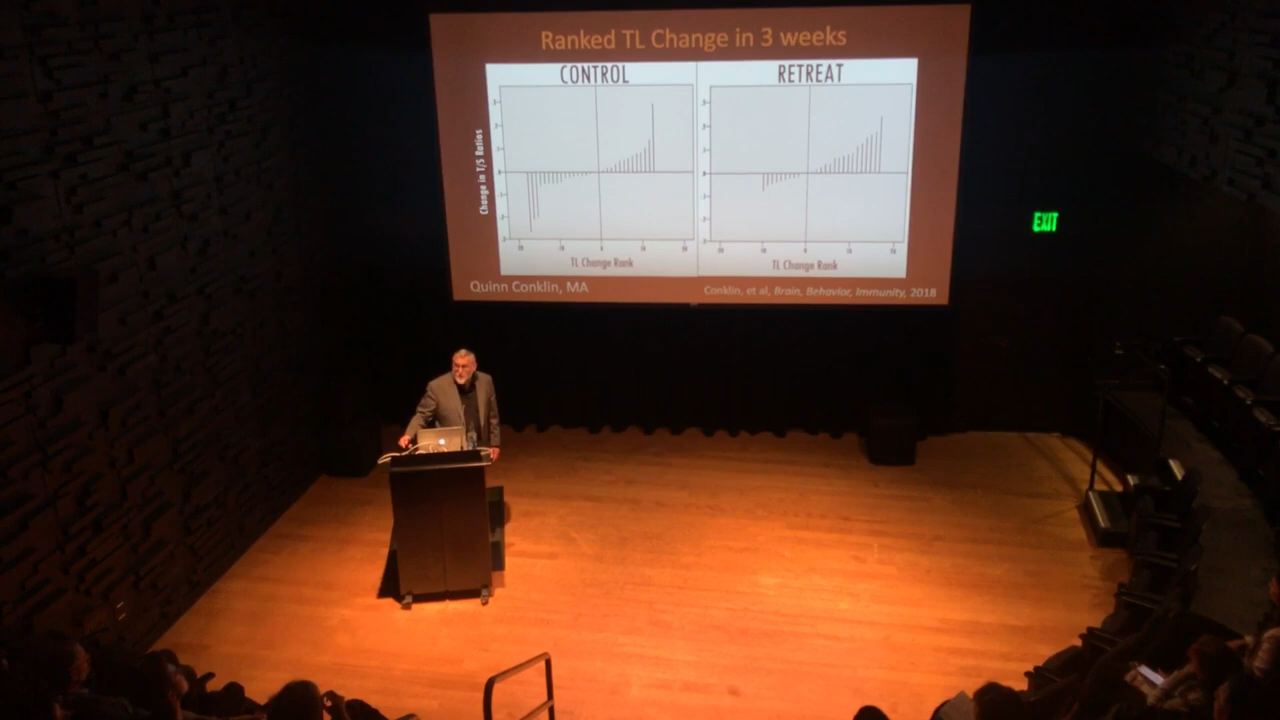 Ranked TL Change in 3 weeks
CONTROL
RETREAT
Change in T/S Ratios
TL Change Rank
TL Change Rank
Quinn Conklin, MA
Conklin, et al, Brain, Behavior, Immunity, 2018
EXIT